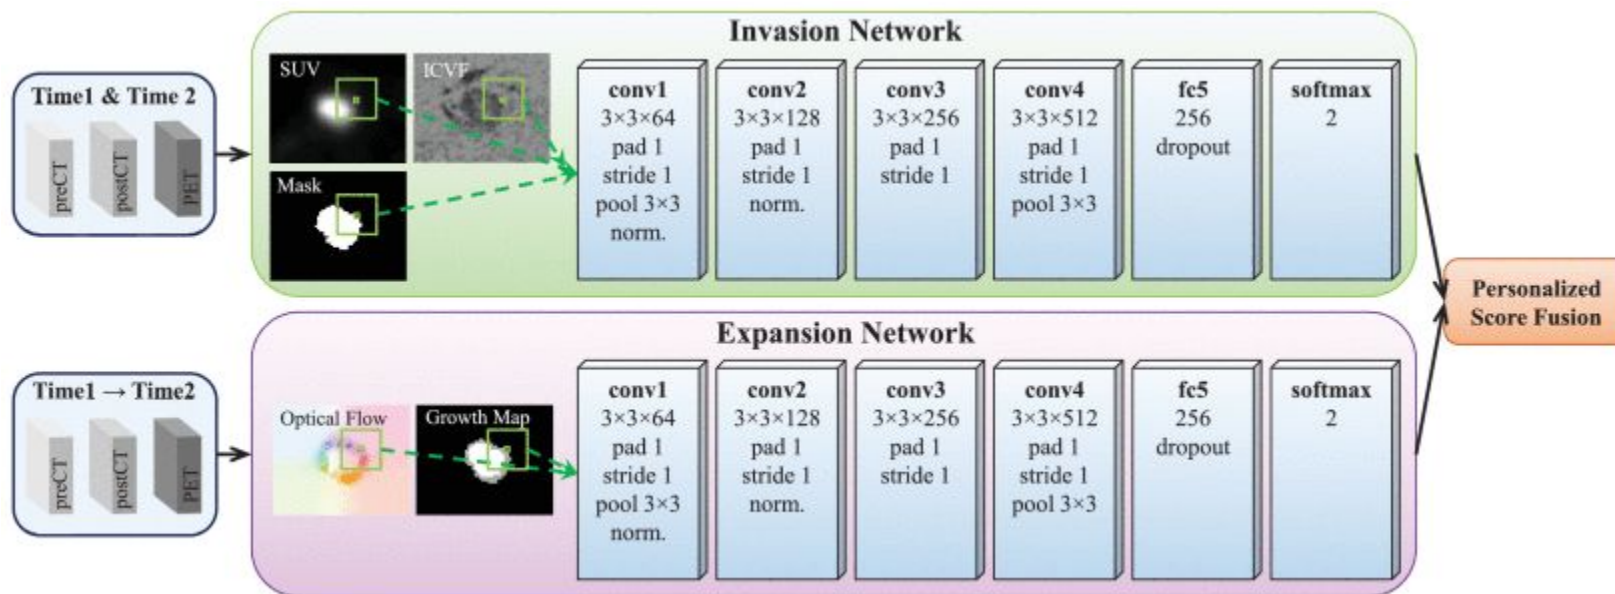 Invasion Network
Time1 & Time 2
preCT
postCT
PET
SUV
ICVF
Mask
conv1
3×3×64
pad 1
stride 1
pool 3×3
norm.
conv2
3×3×128
pad 1
stride 1
norm.
conv3
3×3×256
pad 1
stride 1
conv4
3×3×512
pad 1
stride 1
pool 3×3
fc5
256
dropout
softmax
2
Expansion Network
Time1 → Time2
preCT
postCT
PET
Optical Flow
Growth Map
conv1
3×3×64
pad 1
stride 1
pool 3×3
norm.
conv2
3×3×128
pad 1
stride 1
norm.
conv3
3×3×256
pad 1
stride 1
conv4
3×3×512
pad 1
stride 1
pool 3×3
fc5
256
dropout
softmax
2
Personalized
Score Fusion